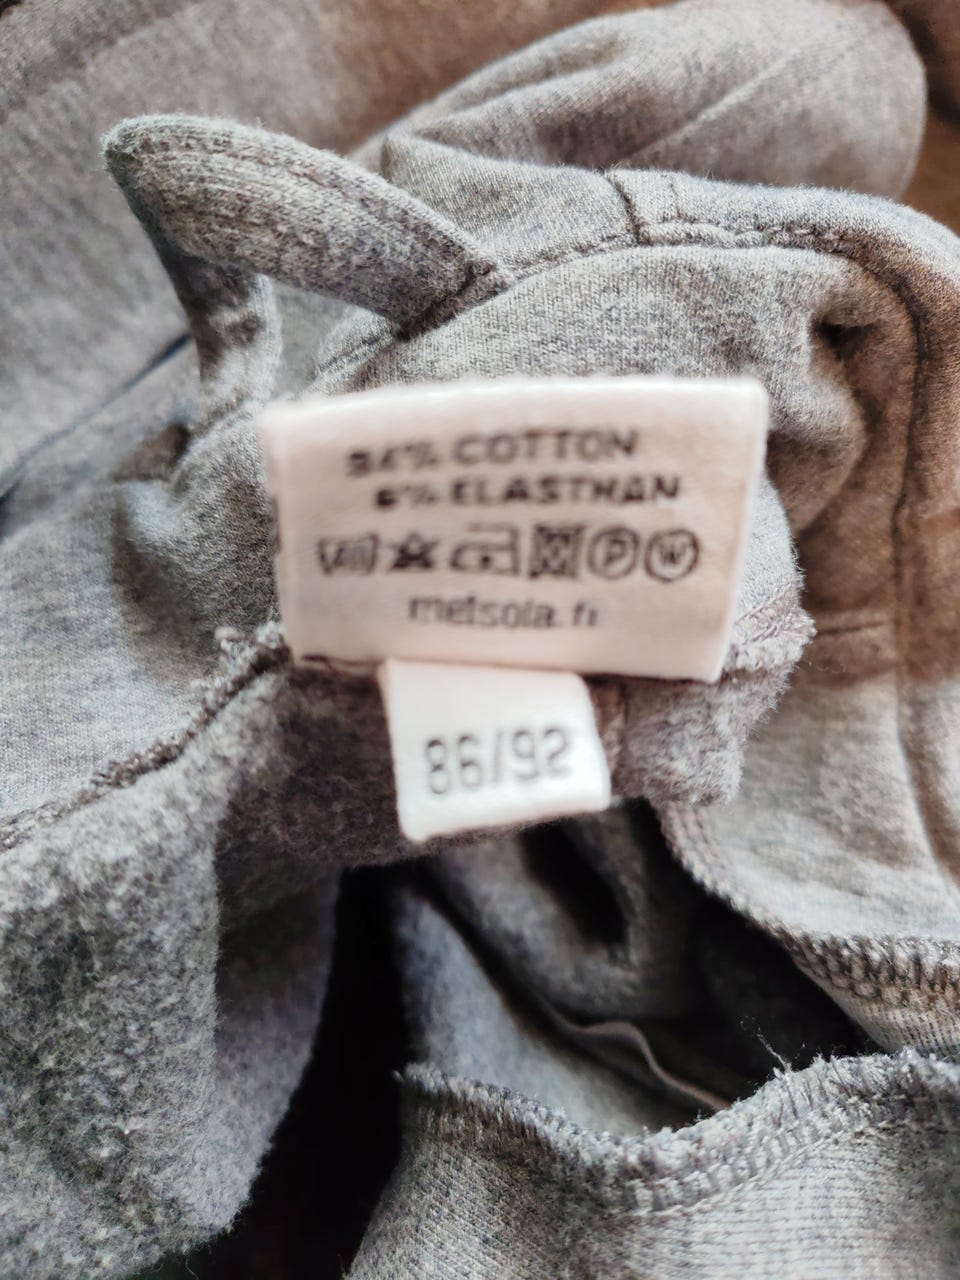 94% COTTON
6% ELASTHAN
P W
metsola.fi
86/92